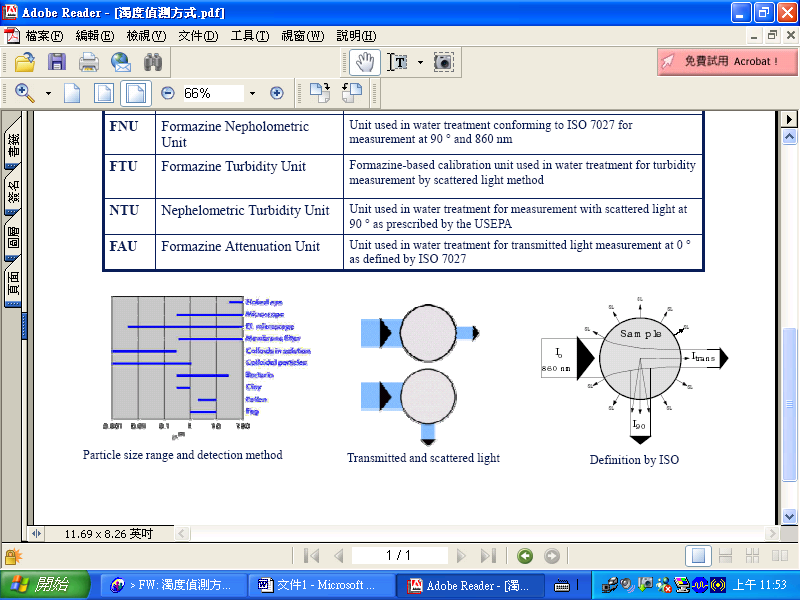 Adobe Reader - [濁度偵測方式.pdf]
檔案(F) 編輯(E) 檢視(V) 文件(D) 工具(T) 視窗(W) 說明(H)
免費試用 Acrobat !
66%
書籤
簽名
圖層
頁面
FNU Formazine Nepholometric Unit Unit used in water treatment conforming to ISO 7027 for measurement at 90 ° and 860 nm
FTU Formazine Turbidity Unit Formazine-based calibration unit used in water treatment for turbidity measurement by scattered light method
NTU Nephelometric Turbidity Unit Unit used in water treatment for measurement with scattered light at 90 ° as prescribed by the USEPA
FAU Formazine Attenuation Unit Unit used in water treatment for transmitted light measurement at 0 ° as defined by ISO 7027
Naked eye
Microscope
El. microscope
Membrane filter
Colloids in solution
Colloidal particles
Bacteria
Clay
Pollen
Fog
0.001 0.01 0.1 1 10 100
µm
Particle size range and detection method
Transmitted and scattered light
SL SL SL SL SL SL SL SL SL
Sample
Io
860 nm
Itrans
I90
Definition by ISO
11.69 x 8.26 英吋
1 / 1
開始
FW: 濁度偵測方...
文件1 - Microsoft ...
Adobe Reader - [濁...
上午 11:53